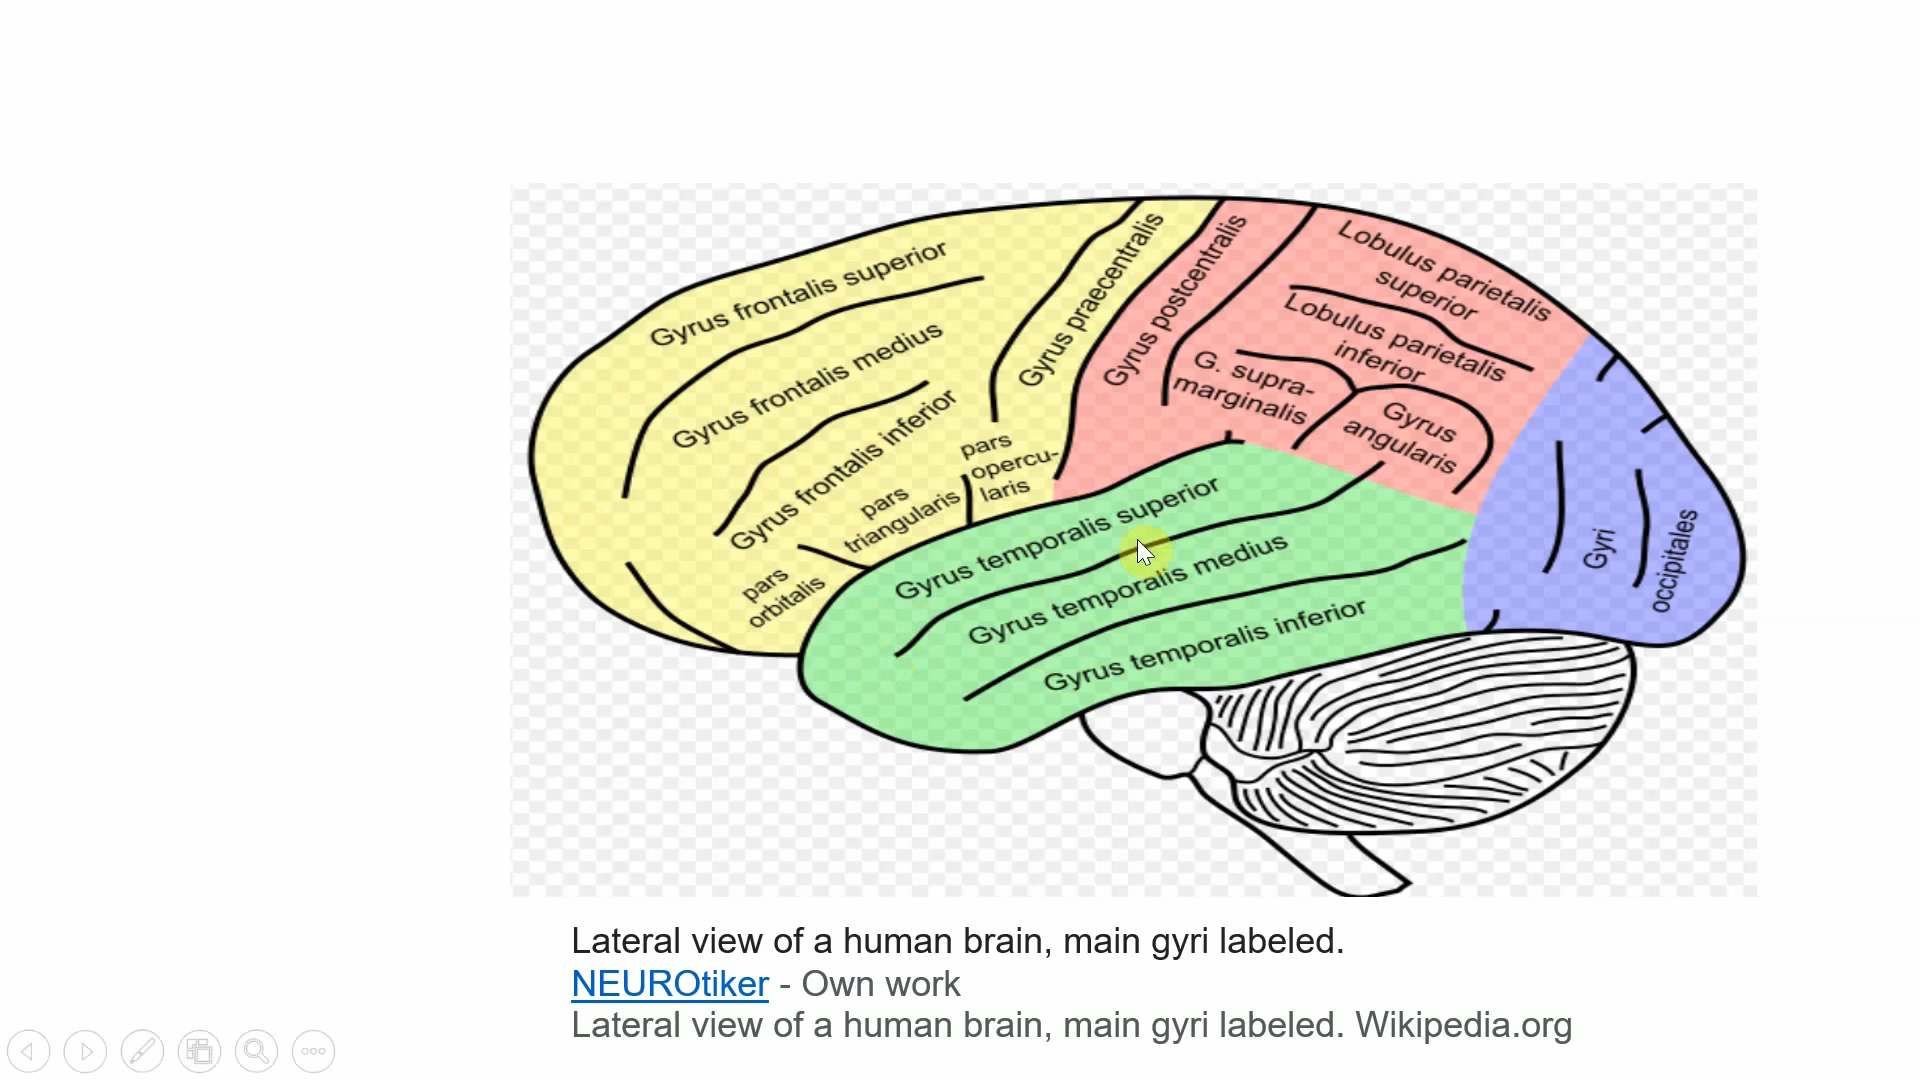 Gyrus frontalis superior
Gyrus frontalis medius
Gyrus frontalis inferior
pars
opercu-
laris
pars
triangularis
pars
orbitalis
Gyrus praecentralis
Gyrus postcentralis
Lobulus parietalis
superior
Lobulus parietalis
inferior
G. supra-
marginalis
Gyrus
angularis
Gyrus temporalis superior
Gyrus temporalis medius
Gyrus temporalis inferior
Gyri
occipitales
Lateral view of a human brain, main gyri labeled.
NEUROtiker - Own work
Lateral view of a human brain, main gyri labeled. Wikipedia.org